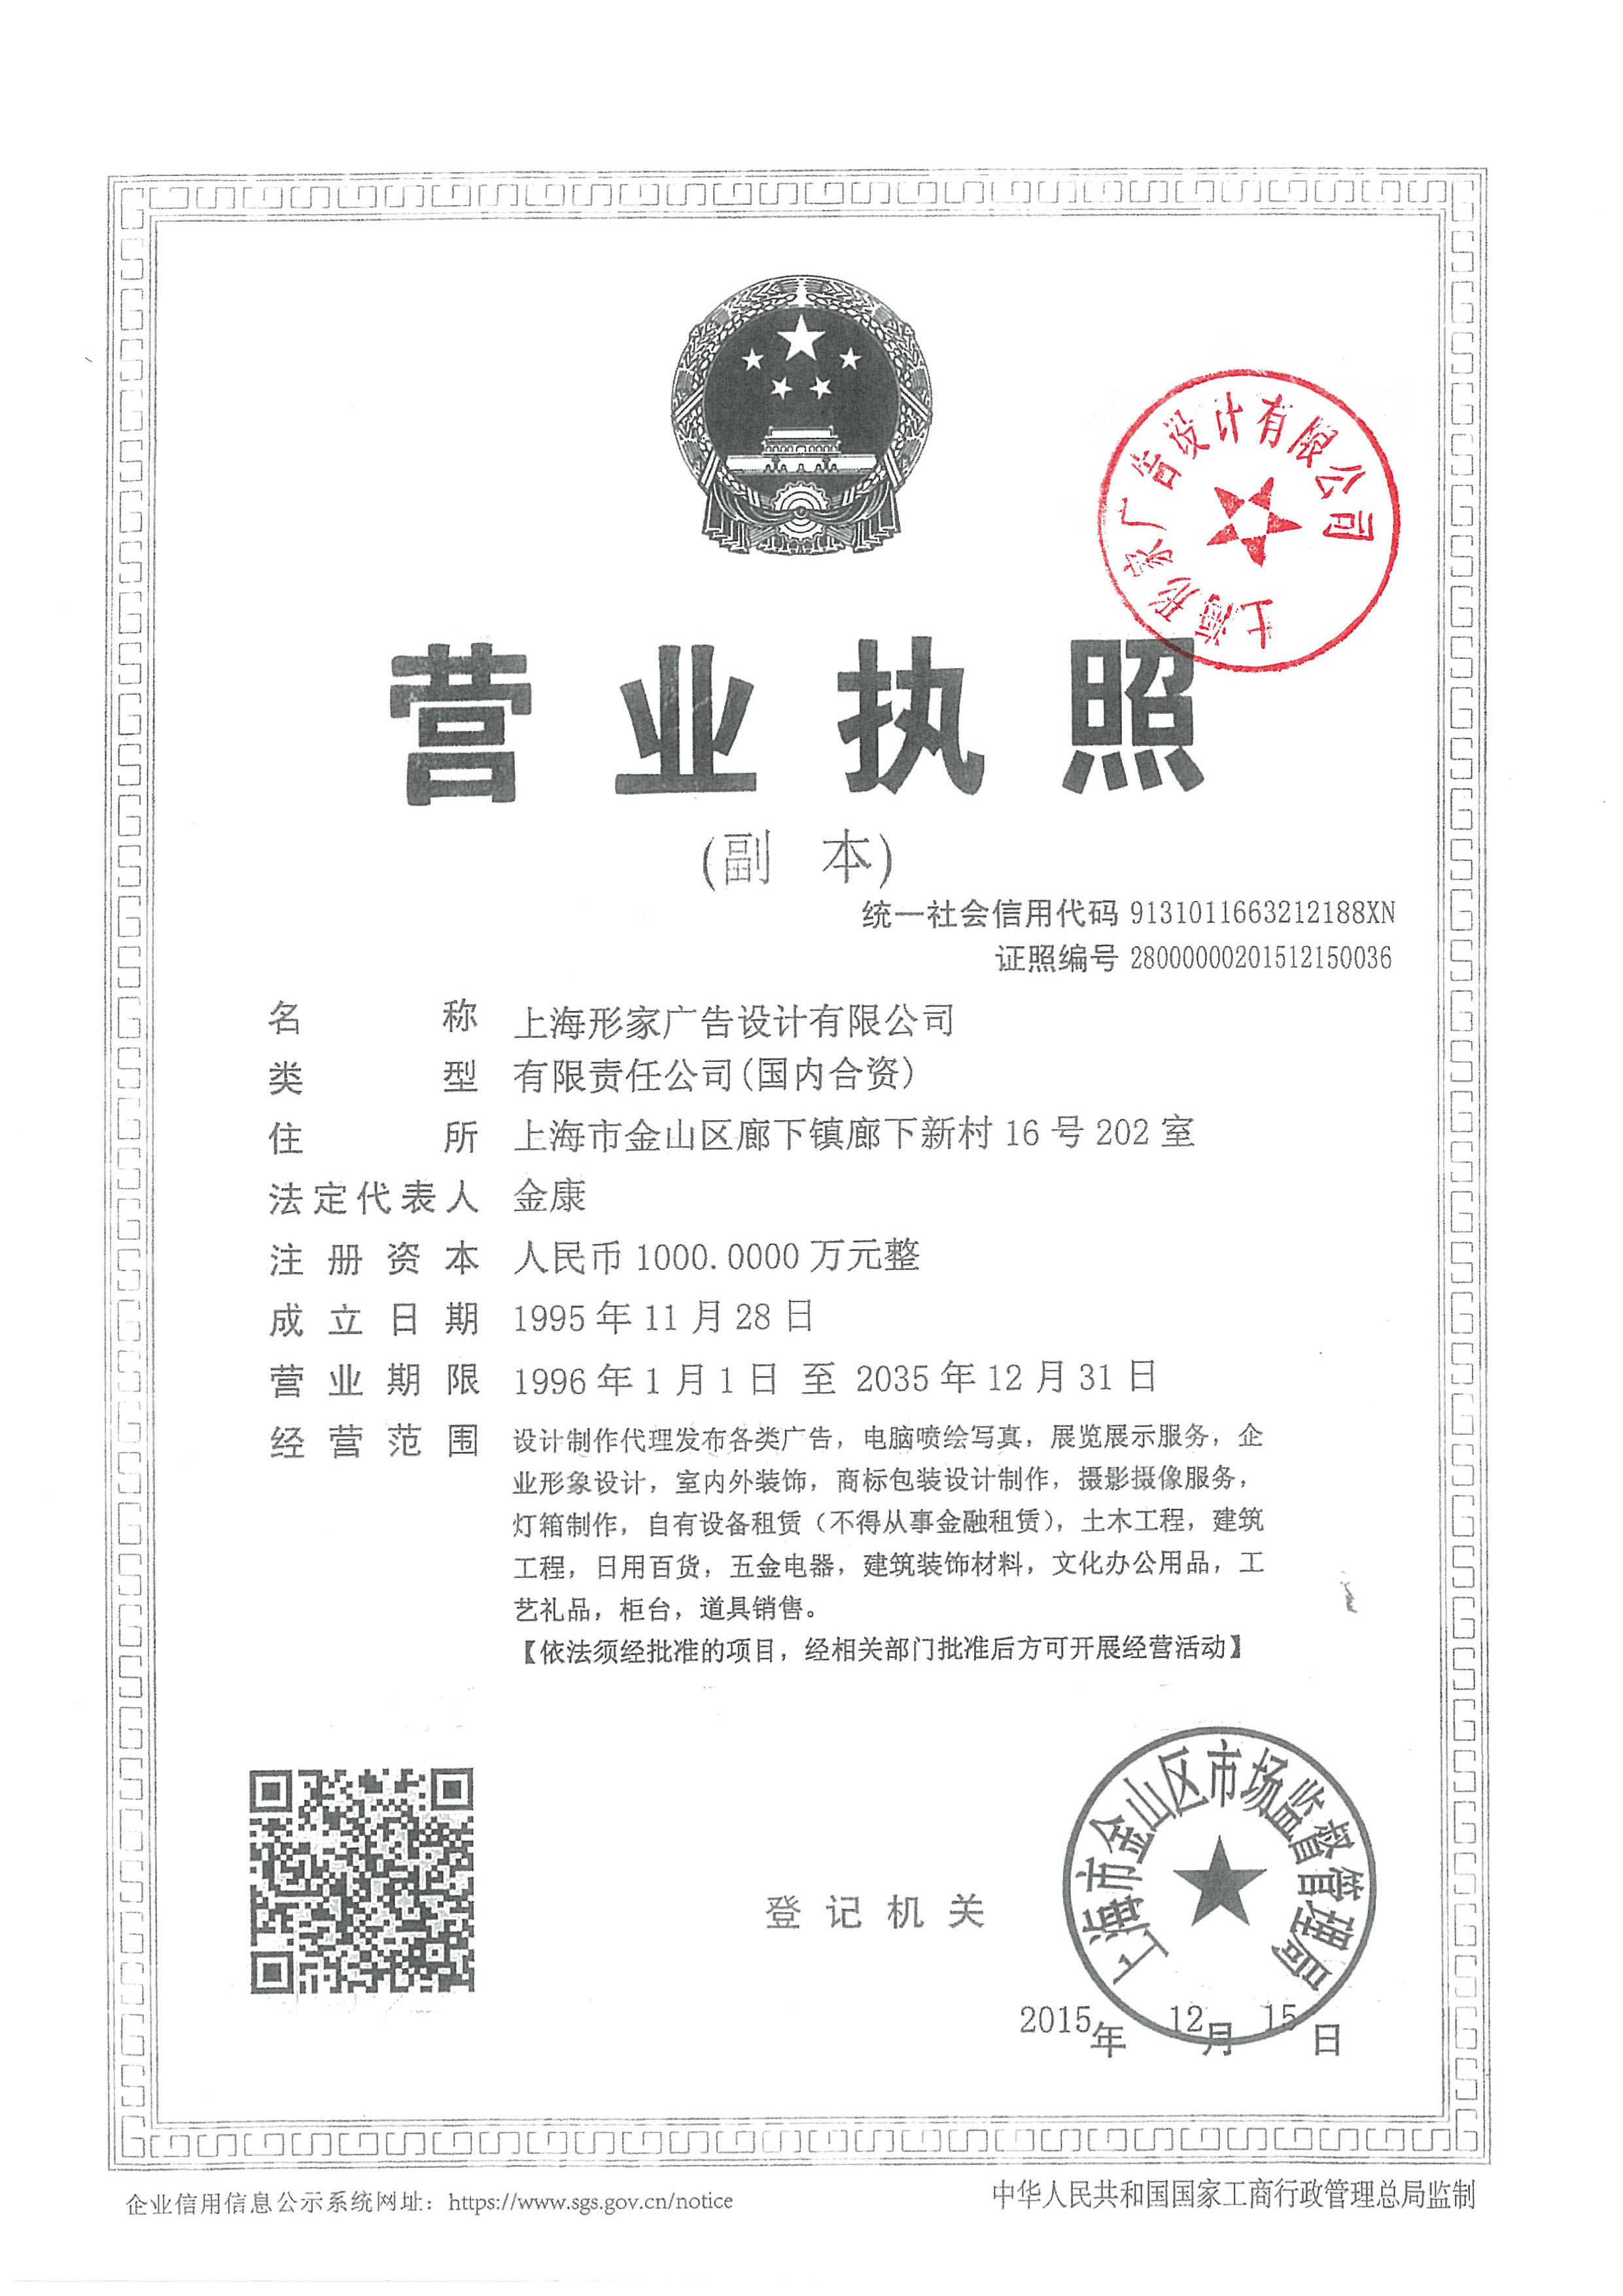 上海形家广告设计有限公司
营业执照
(副 本)
统一社会信用代码 9131011663212188XN
证照编号 28000000201512150036
名 称 上海形家广告设计有限公司
类 型 有限责任公司(国内合资)
住 所 上海市金山区廊下镇廊下新村 16 号 202 室
法定代表人 金康
注 册 资 本 人民币 1000.0000 万元整
成 立 日 期 1995 年 11 月 28 日
营 业 期 限 1996 年 1 月 1 日 至 2035 年 12 月 31 日
经 营 范 围 设计制作代理发布各类广告，电脑喷绘写真，展览展示服务，企
业形象设计，室内外装饰，商标包装设计制作，摄影摄像服务，
灯箱制作，自有设备租赁（不得从事金融租赁），土木工程，建筑
工程，日用百货，五金电器，建筑装饰材料，文化办公用品，工
艺礼品，柜台，道具销售。
【依法须经批准的项目，经相关部门批准后方可开展经营活动】
上海市金山区市场监督管理局
登 记 机 关
2015 年 12 月 15 日
企业信用信息公示系统网址：https://www.sgs.gov.cn/notice
中华人民共和国国家工商行政管理总局监制